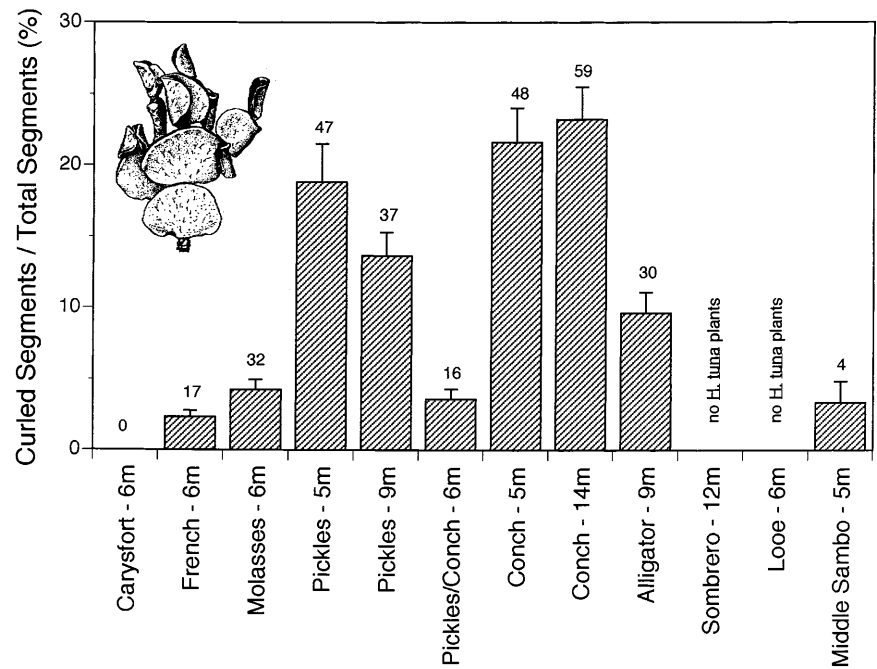 Curled Segments / Total Segments (%)
30
20
10
0
0
17
32
47
37
16
48
59
30
no H. tuna plants
no H. tuna plants
4
Carysfort - 6m
French - 6m
Molasses - 6m
Pickles - 5m
Pickles - 9m
Pickles/Conch - 6m
Conch - 5m
Conch - 14m
Alligator - 9m
Sombrero - 12m
Looe - 6m
Middle Sambo - 5m